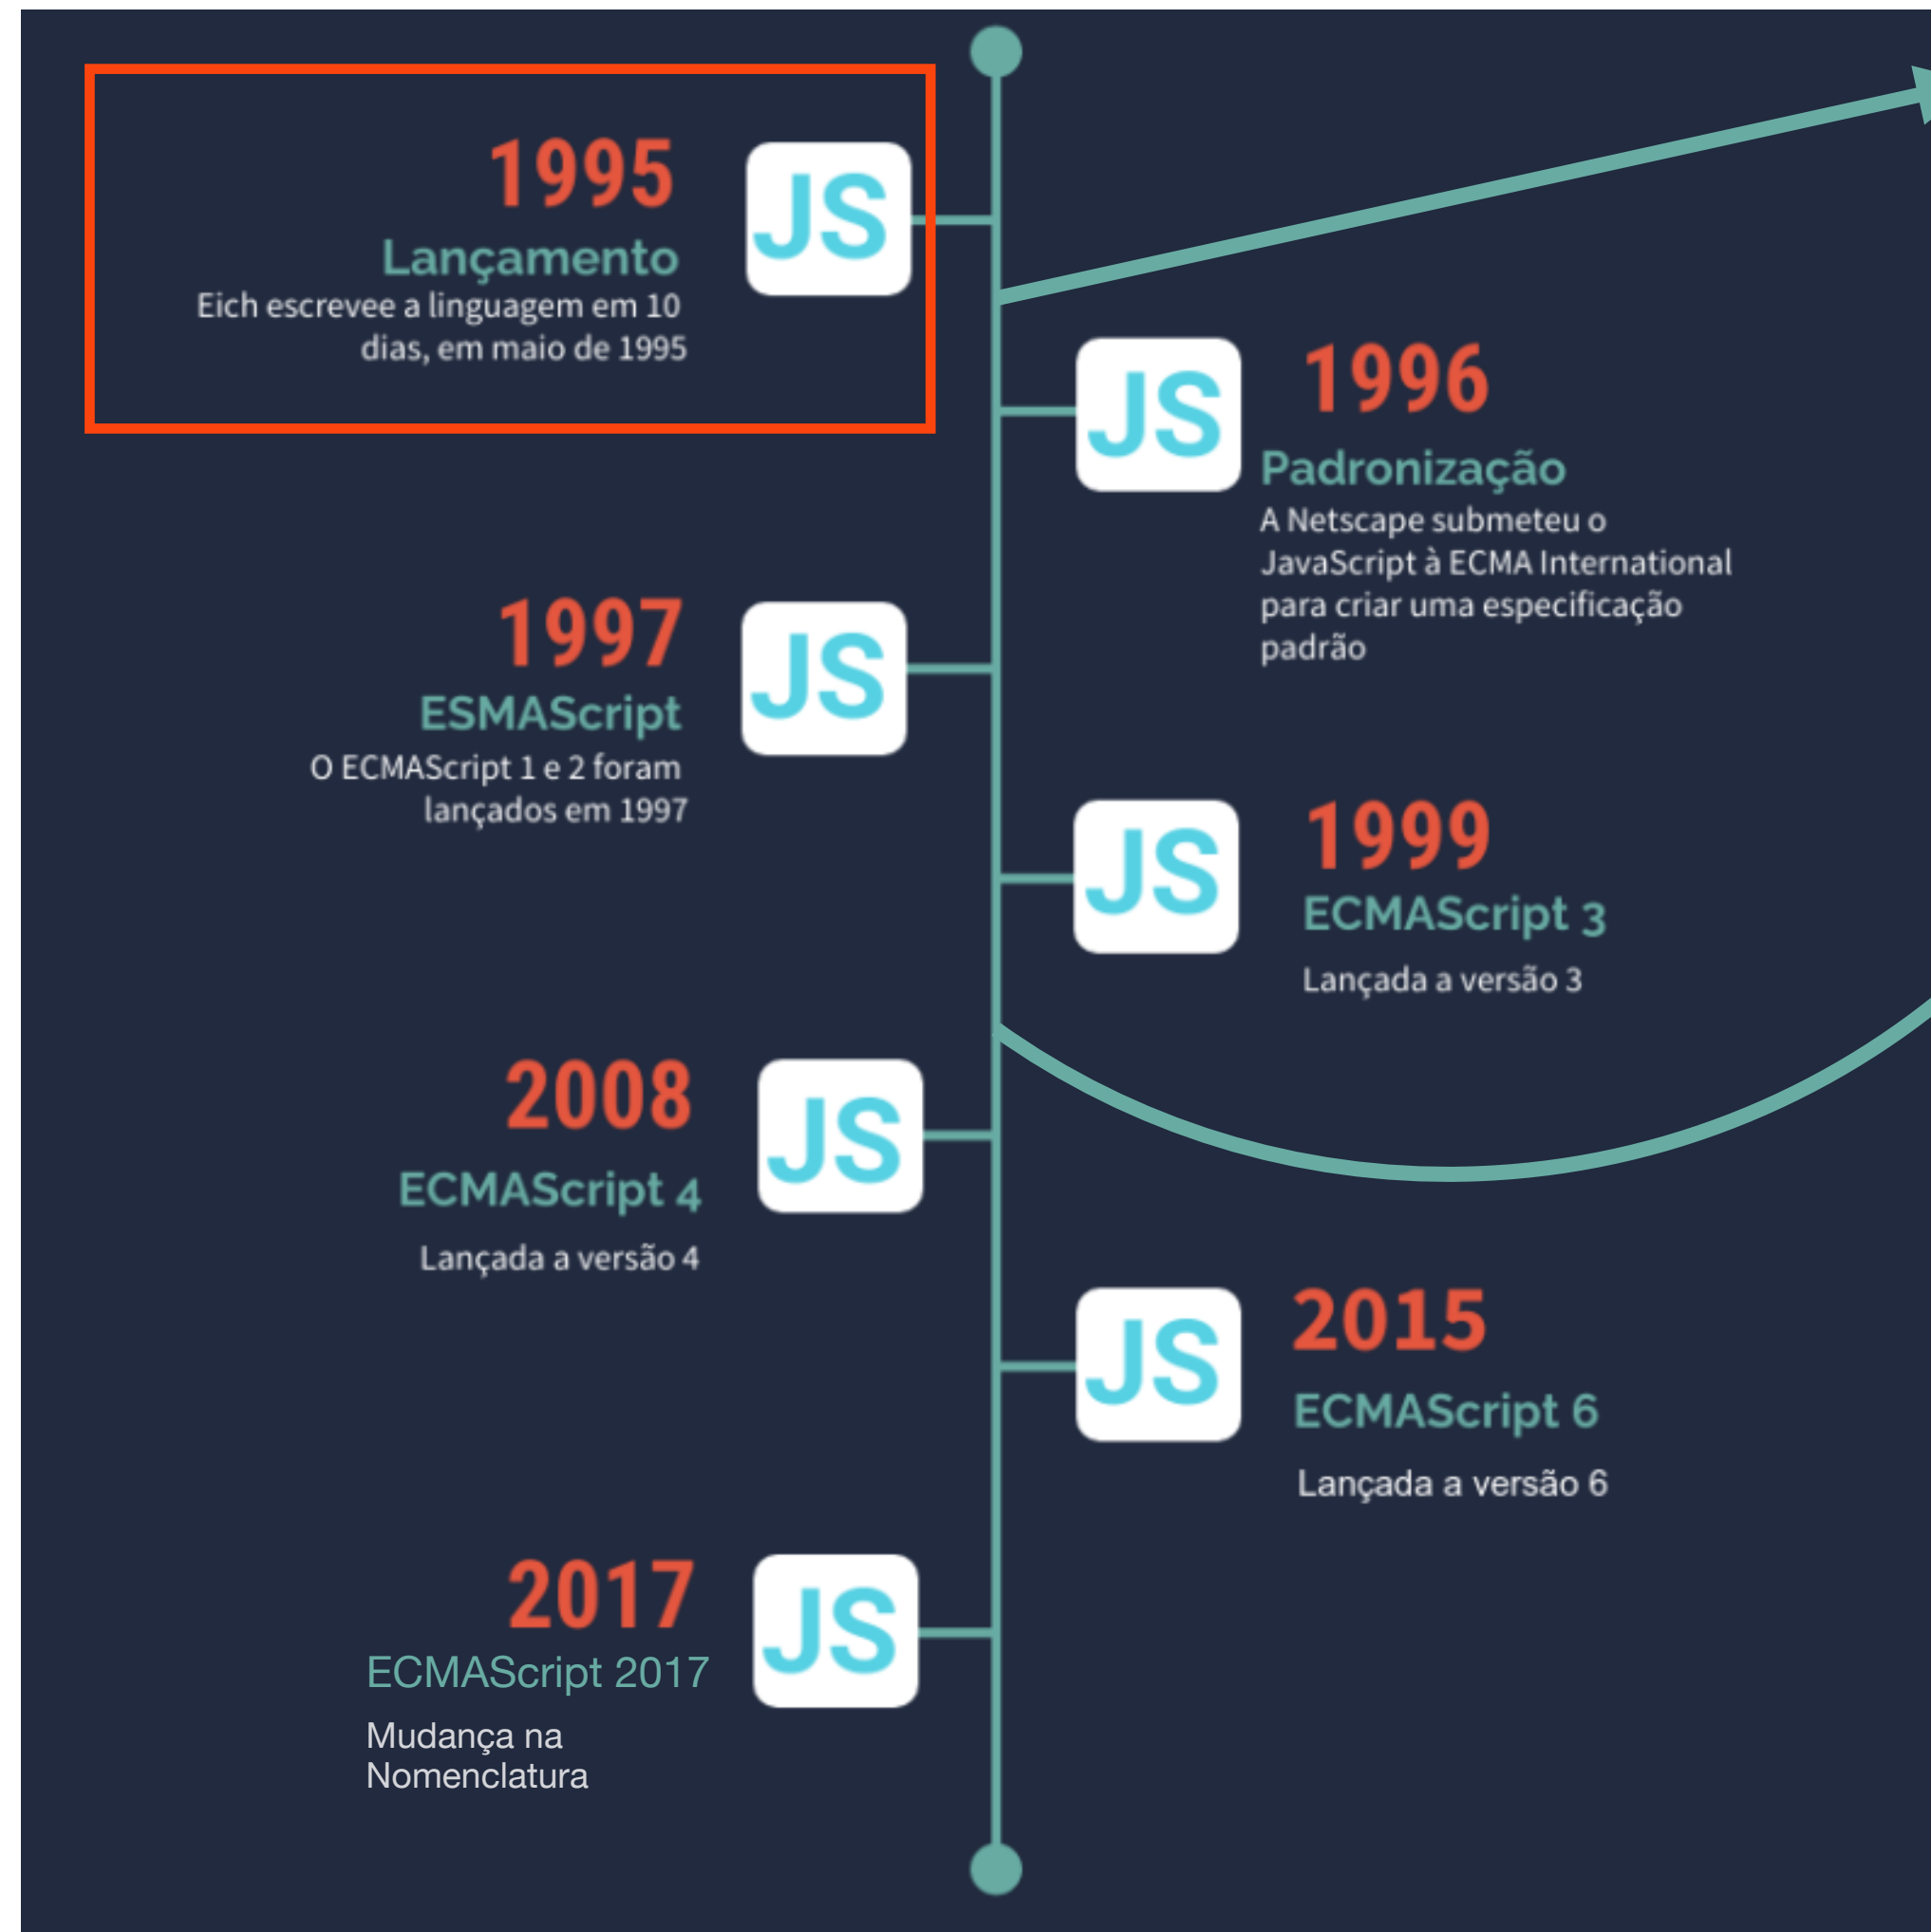 1995
JS
Lançamento
Eich escrevee a linguagem em 10
dias, em maio de 1995
JS
1996
Padronização
A Netscape submeteu o
JavaScript à ECMA International
para criar uma especificação
padrão
1997
JS
ESMAScript
O ECMAScript 1 e 2 foram
lançados em 1997
JS
1999
ECMAScript 3
Lançada a versão 3
2008
JS
ECMAScript 4
Lançada a versão 4
JS
2015
ECMAScript 6
Lançada a versão 6
2017
JS
ECMAScript 2017
Mudança na
Nomenclatura